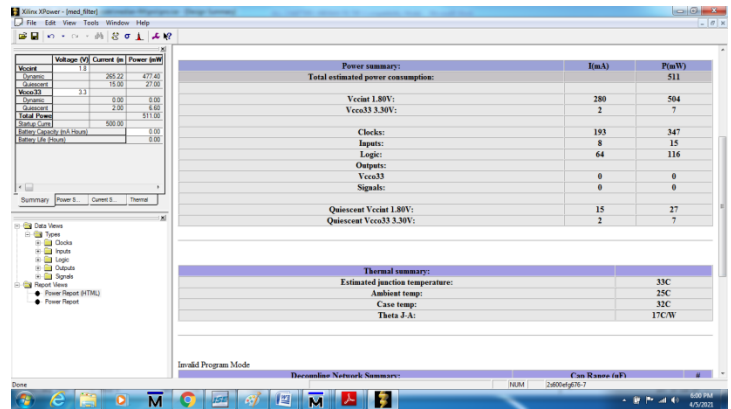 Xilinx XPower - [med_filter]
File Edit View Tools Window Help
Voltage (V) Current (m Power (mW
Vccint 1.8
Dynamic 265.22 477.40
Quiescent 15.00 27.00
Vcco33 3.3
Dynamic 0.00 0.00
Quiescent 2.00 6.60
Total Powe 511.00
Startup Curre 500.00
Battery Capacity (mA Hours) 0.00
Battery Life (Hours) 0.00
Summary Power S... Current S... Thermal
Data Views
Types
Clocks
Inputs
Logic
Outputs
Signals
Report Views
Power Report (HTML)
Power Report
Power summary: I(mA) P(mW)
Total estimated power consumption: 511
Vccint 1.80V: 280 504
Vcco33 3.30V: 2 7
Clocks: 193 347
Inputs: 8 15
Logic: 64 116
Outputs:
Vcco33 0 0
Signals: 0 0
Quiescent Vccint 1.80V: 15 27
Quiescent Vcco33 3.30V: 2 7
Thermal summary:
Estimated junction temperature: 33C
Ambient temp: 25C
Case temp: 32C
Theta J-A: 17C/W
Invalid Program Mode
Decoupling Network Summary: Cap Range (uF) #
Done NUM 2s600efg676-7
6:00 PM
4/5/2021